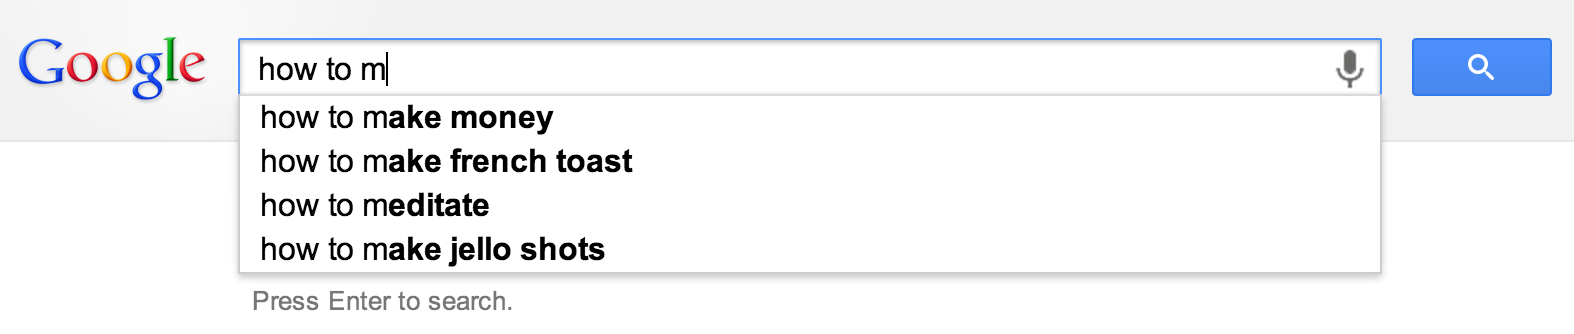 Google
how to m
how to make money
how to make french toast
how to meditate
how to make jello shots
Press Enter to search.